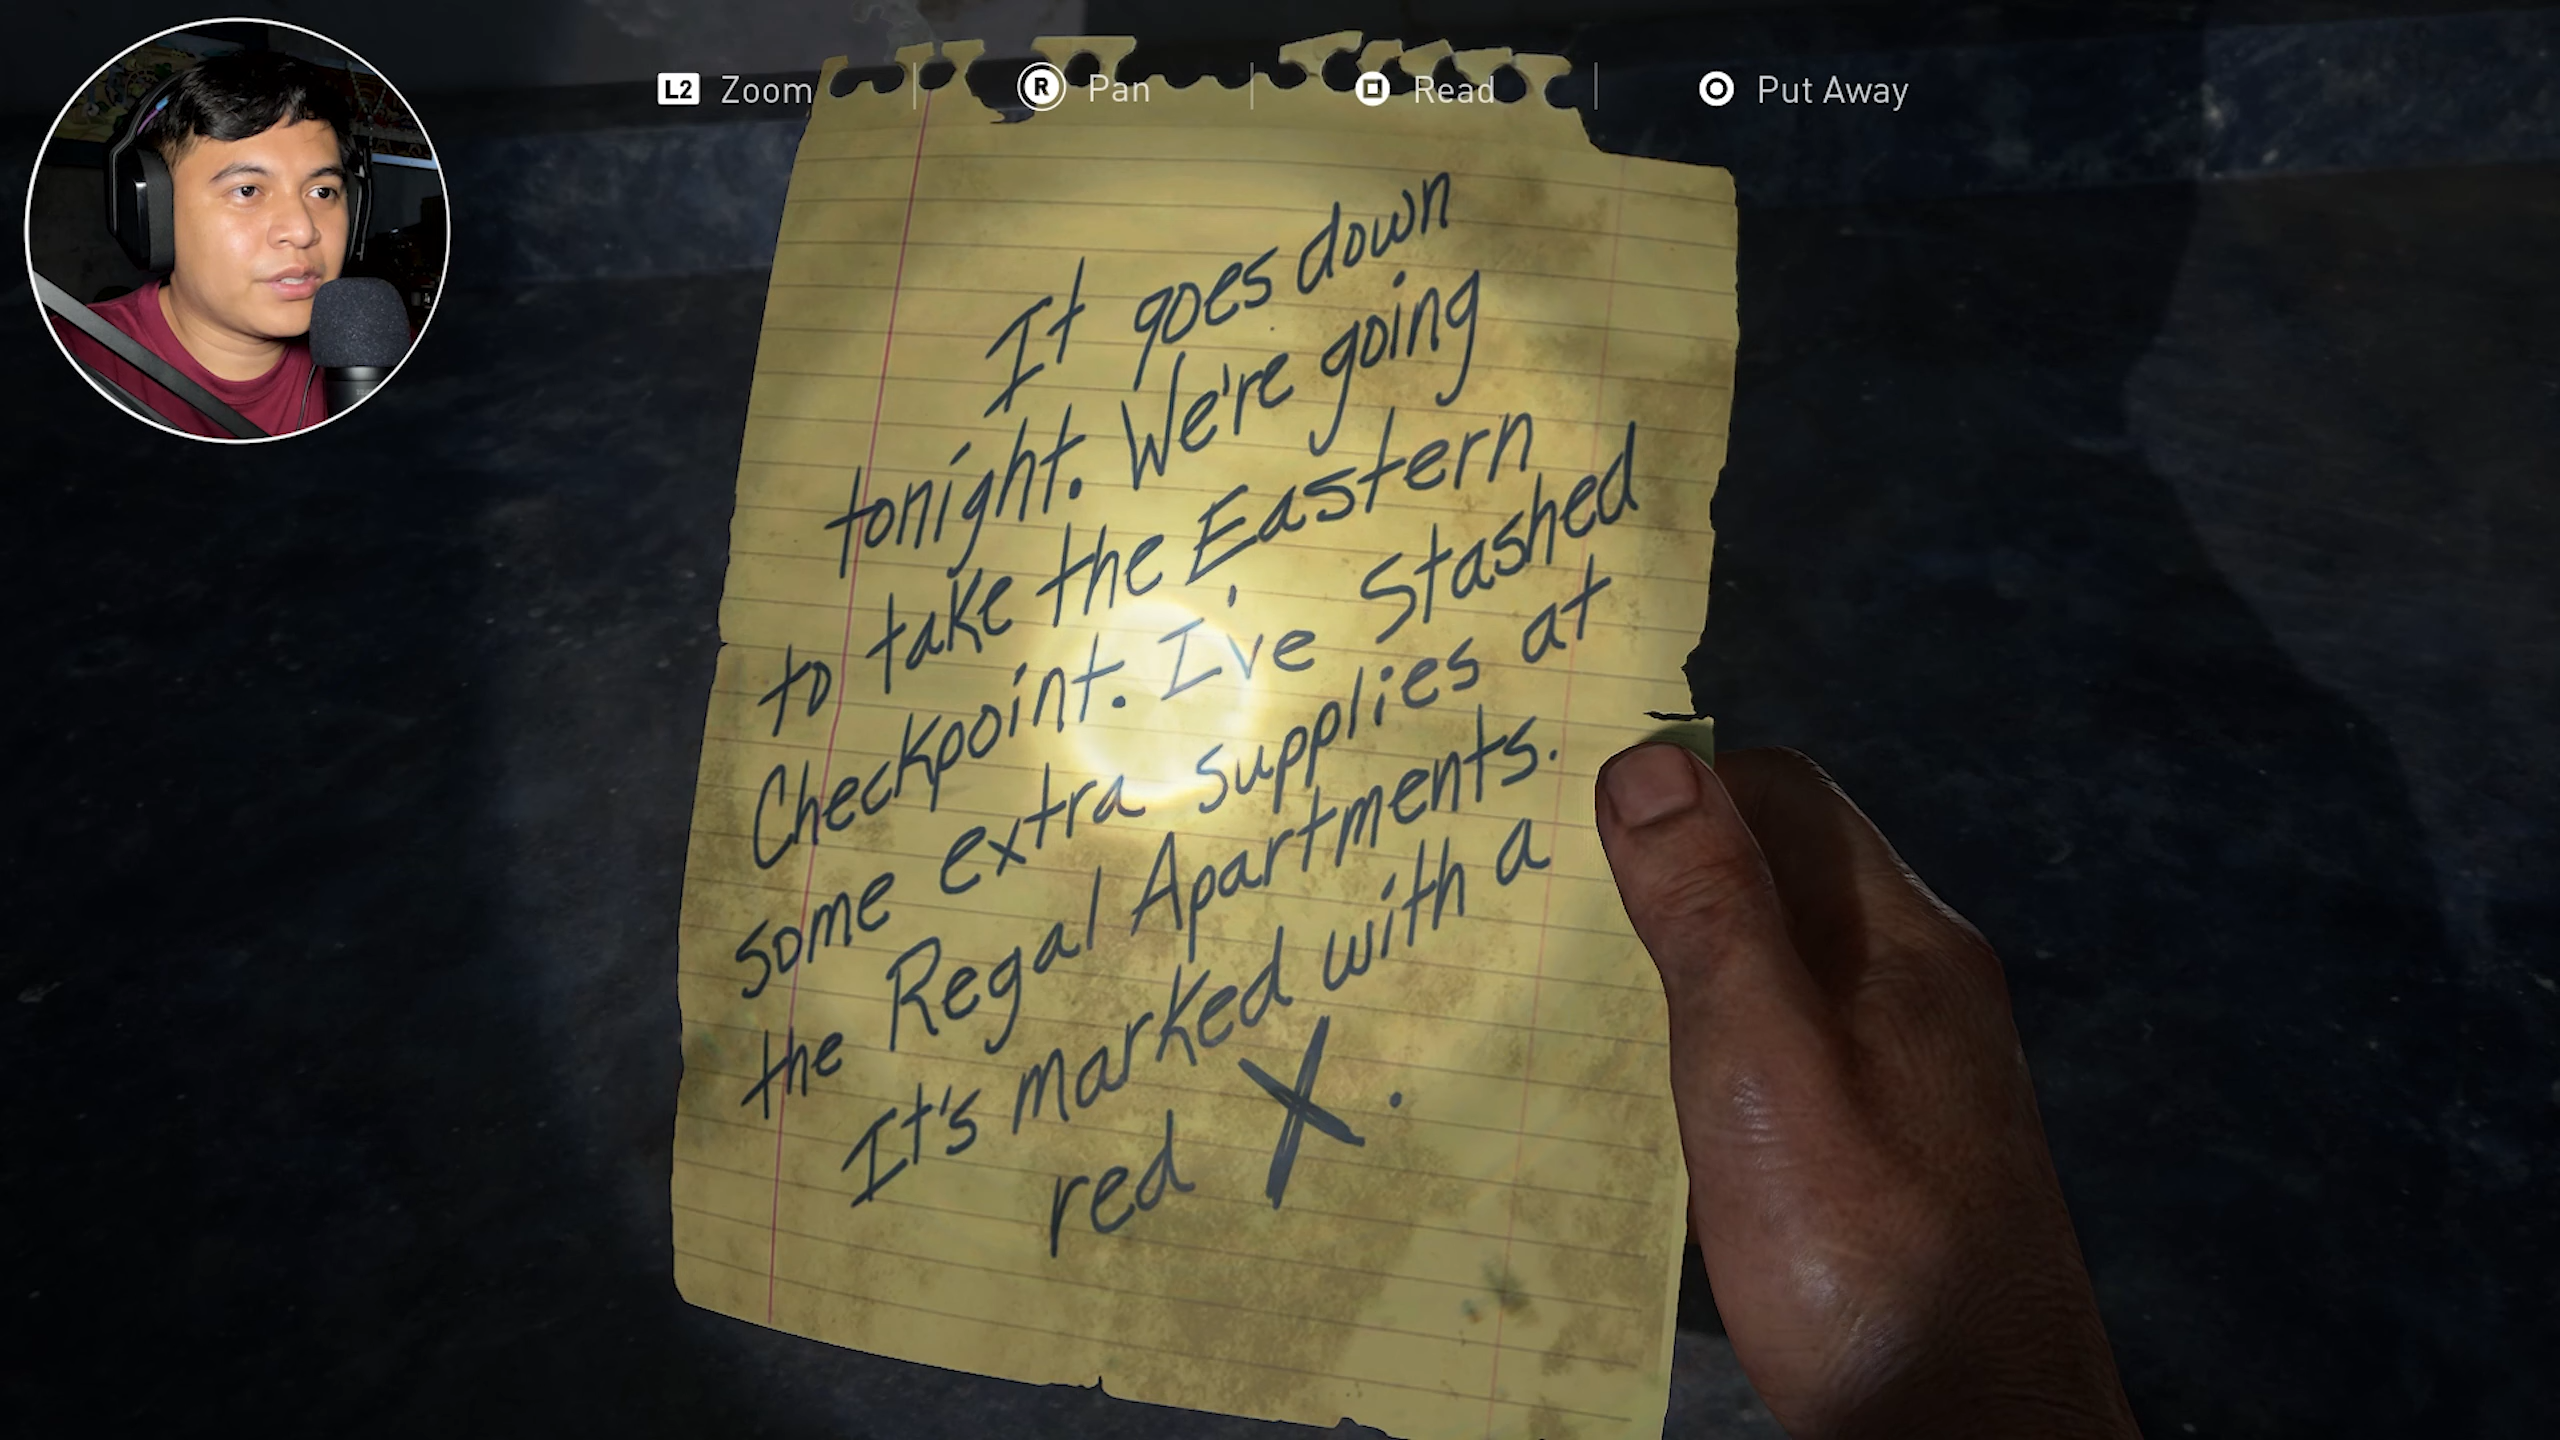 L2 Zoom R Pan Read Put Away
It goes down
tonight. We're going
to take the Eastern
Checkpoint. I've Stashed
some extra supplies at
the Regal Apartments.
It's marked with a
red X.